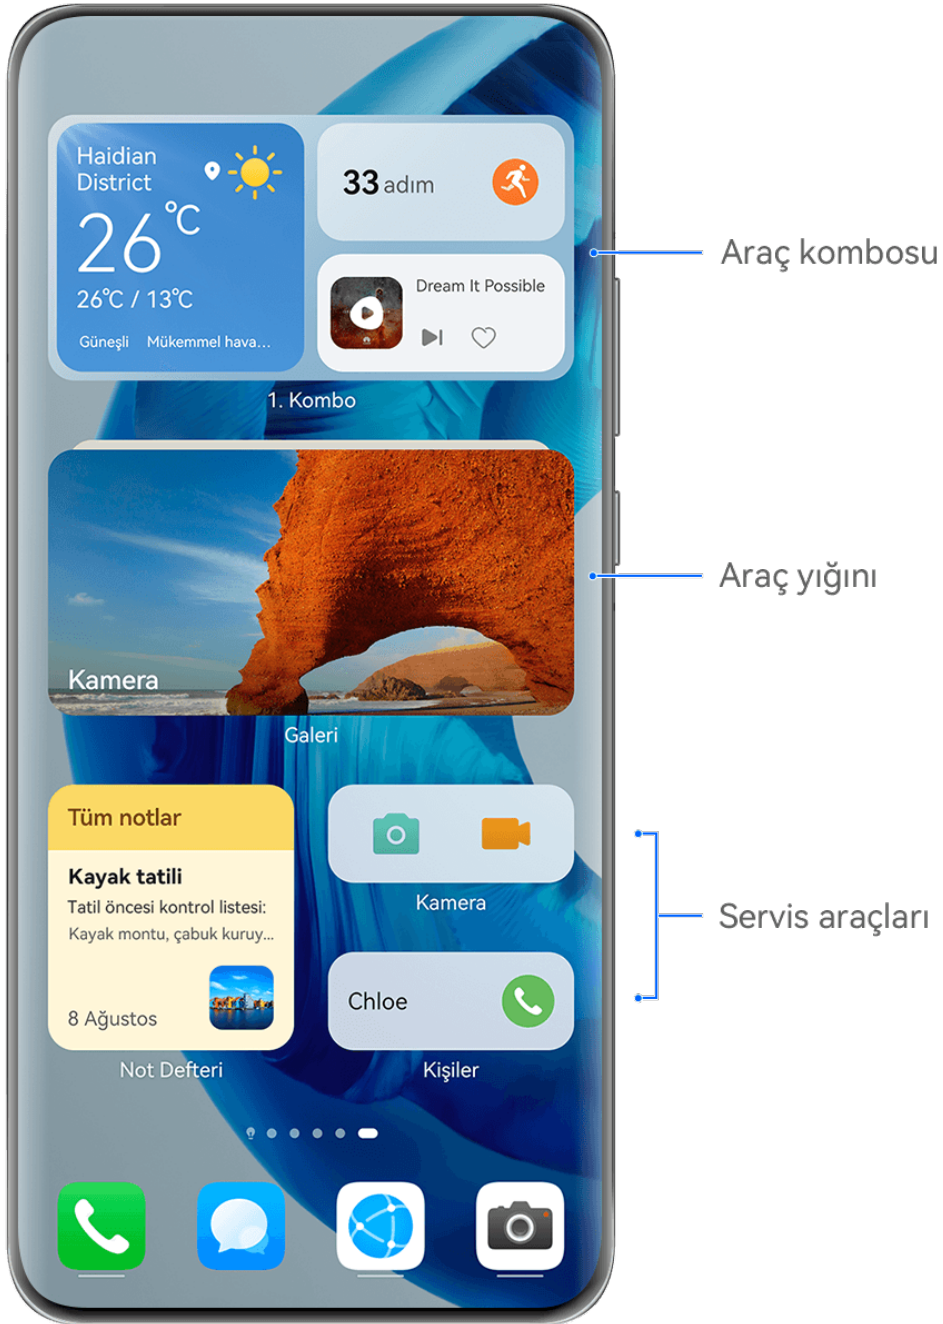 Haidian
District
26°C
26°C / 13°C
Güneşli Mükemmel hava...
33 adım
Dream It Possible
1. Kombo
Araç kombosu
Kamera
Galeri
Araç yığını
Tüm notlar
Kayak tatili
Tatil öncesi kontrol listesi:
Kayak montu, çabuk kuruy...
8 Ağustos
Not Defteri
Kamera
Chloe
Kişiler
Servis araçları